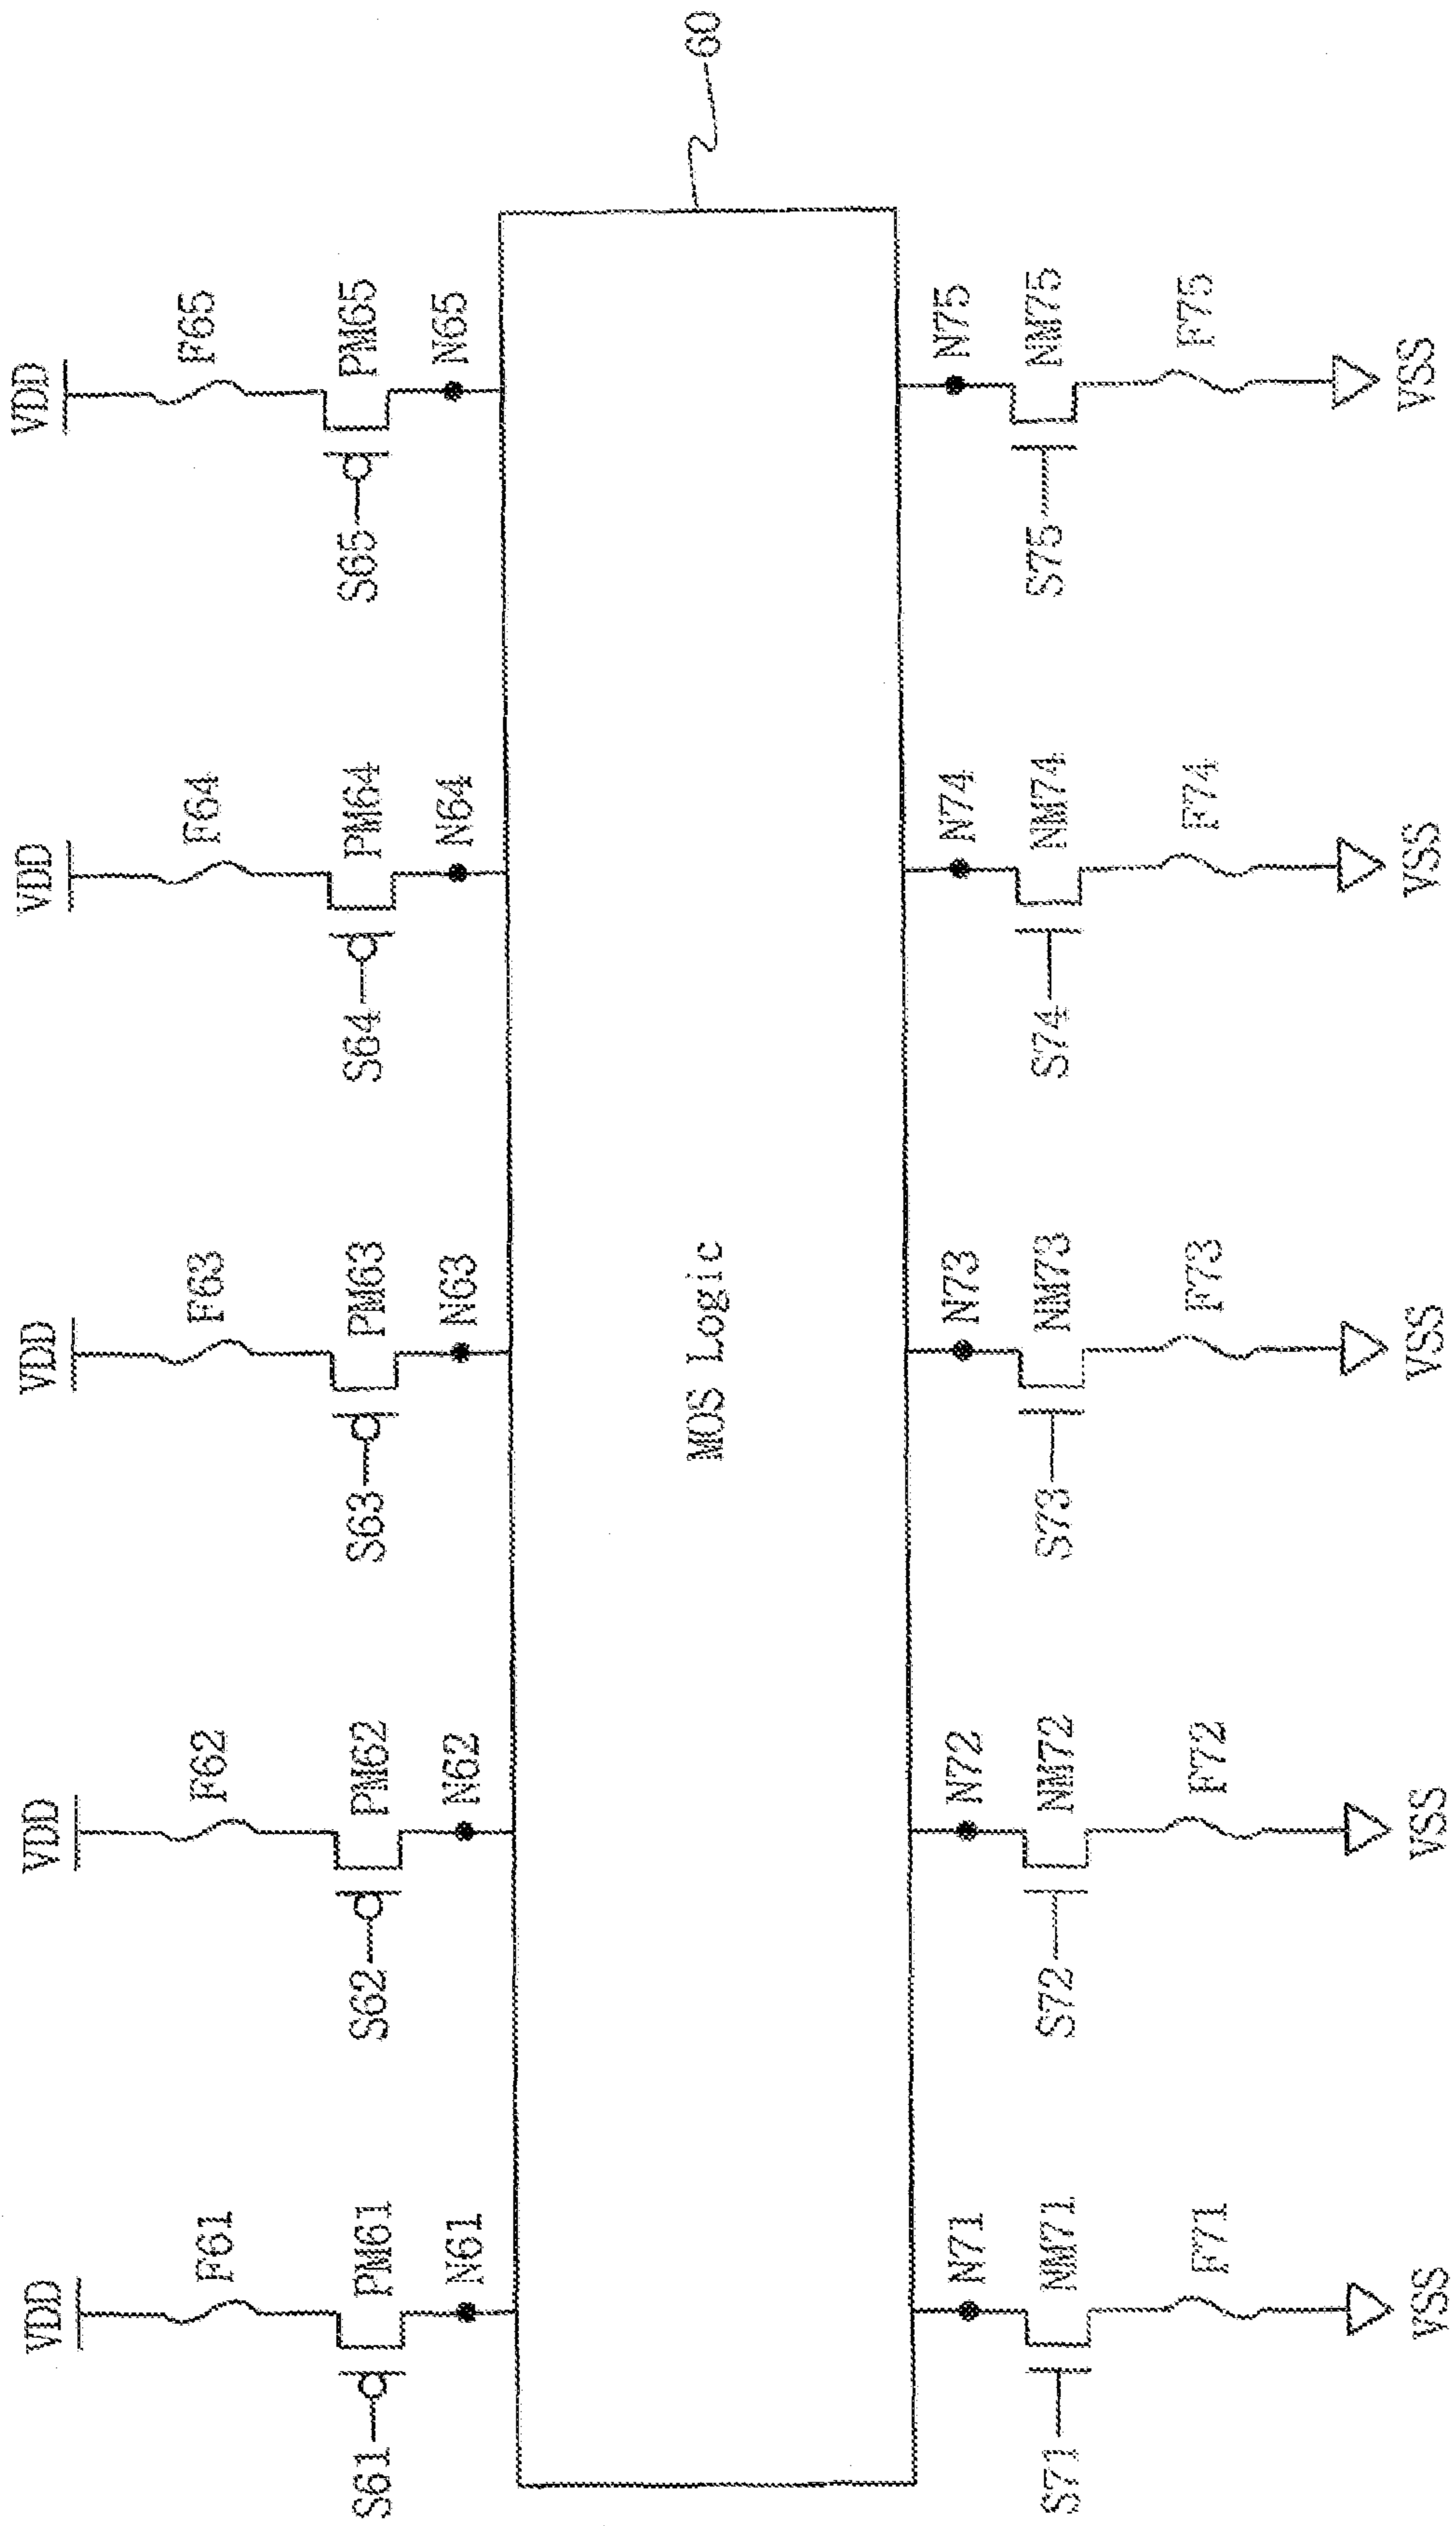 VDD VDD VDD VDD VDD
F61 F62 F63 F64 F65
S61 PM61 S62 PM62 S63 PM63 S64 PM64 S65 PM65
N61 N62 N63 N64 N65
MOS Logic
60
N71 N72 N73 N74 N75
S71 NM71 S72 NM72 S73 NM73 S74 NM74 S75 NM75
F71 F72 F73 F74 F75
VSS VSS VSS VSS VSS